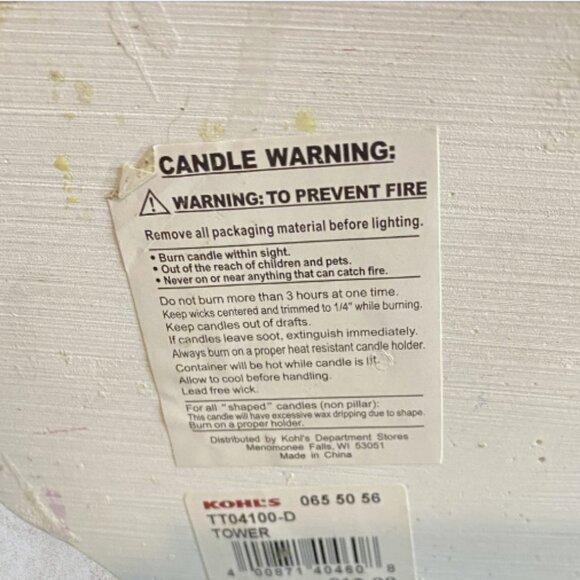 CANDLE WARNING:
WARNING: TO PREVENT FIRE
Remove all packaging material before lighting.
• Burn candle within sight.
• Out of the reach of children and pets.
• Never on or near anything that can catch fire.
Do not burn more than 3 hours at one time.
Keep wicks centered and trimmed to 1/4" while burning.
Keep candles out of drafts.
If candles leave soot, extinguish immediately.
Always burn on a proper heat resistant candle holder.
Container will be hot while candle is lit.
Allow to cool before handling.
Lead free wick.
For all "shaped" candles (non pillar):
This candle will have excessive wax dripping due to shape.
Burn on a proper holder.
Distributed by Kohl's Department Stores
Menomonee Falls, WI 53051
Made in China
KOHL'S 065 50 56
TT04100-D
TOWER
4 00871 40460 8